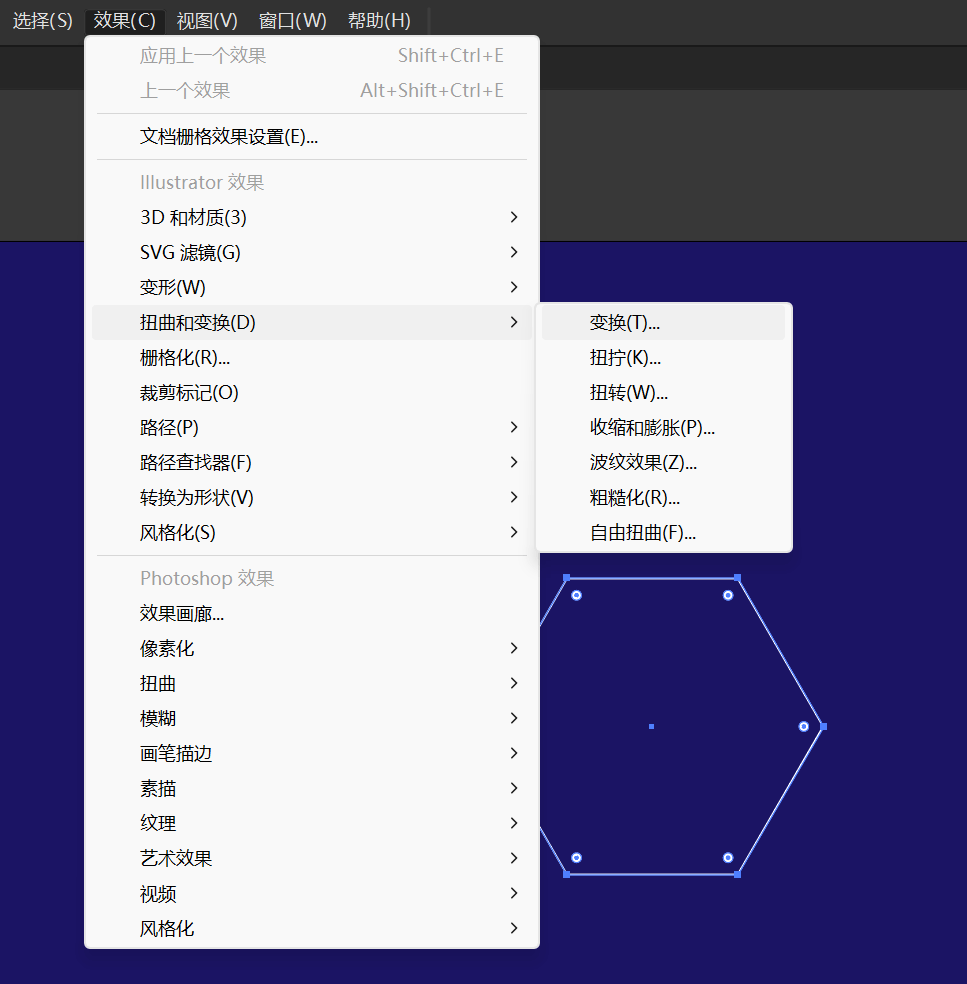 选择(S) 效果(C) 视图(V) 窗口(W) 帮助(H)
应用上一个效果 Shift+Ctrl+E
上一个效果 Alt+Shift+Ctrl+E
文档栅格效果设置(E)...
Illustrator 效果
3D 和材质(3)
SVG 滤镜(G)
变形(W)
扭曲和变换(D)
栅格化(R)...
裁剪标记(O)
路径(P)
路径查找器(F)
转换为形状(V)
风格化(S)
Photoshop 效果
效果画廊...
像素化
扭曲
模糊
画笔描边
素描
纹理
艺术效果
视频
风格化
变换(T)...
扭拧(K)...
扭转(W)...
收缩和膨胀(P)...
波纹效果(Z)...
粗糙化(R)...
自由扭曲(F)...